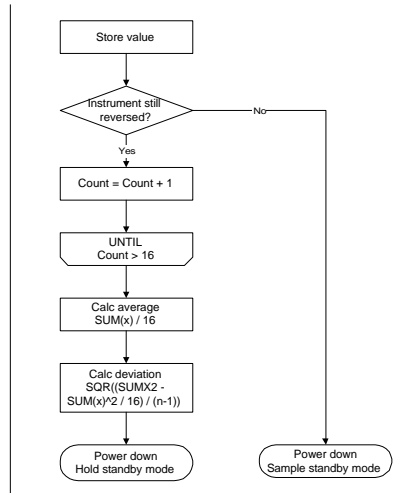 Store value
Instrument still
reversed?
No
Yes
Count = Count + 1
UNTIL
Count > 16
Calc average
SUM(x) / 16
Calc deviation
SQR((SUMX2 -
SUM(x)^2 / 16) / (n-1))
Power down
Hold standby mode
Power down
Sample standby mode